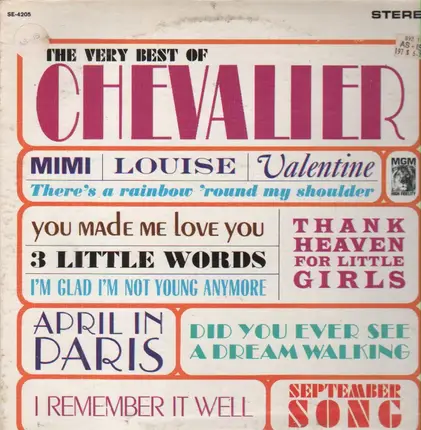 SE-4205
STEREO
THE VERY BEST OF
CHEVALIER
MIMI
LOUISE
Valentine
There's a rainbow 'round my shoulder
MGM
HIGH FIDELITY
you made me love you
3 LITTLE WORDS
I'M GLAD I'M NOT YOUNG ANYMORE
THANK
HEAVEN
FOR LITTLE
GIRLS
APRIL IN
PARIS
DID YOU EVER SEE
A DREAM WALKING
I REMEMBER IT WELL
SEPTEMBER
SONG